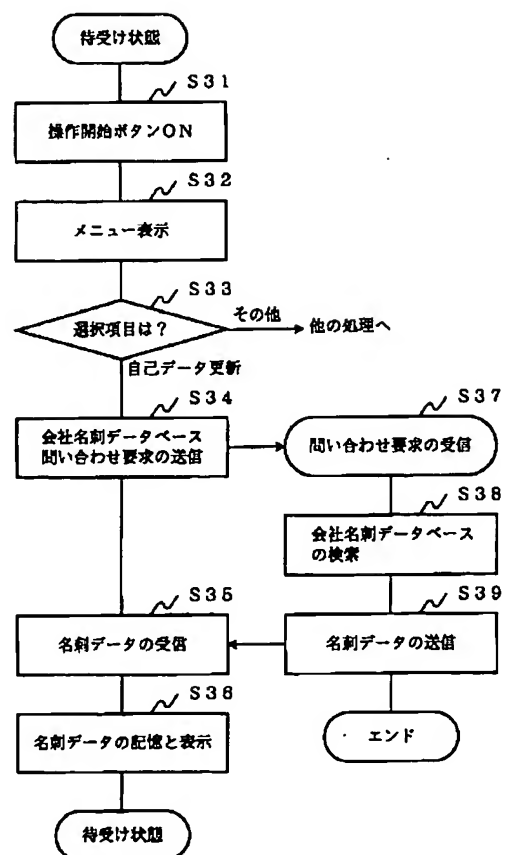 待受け状態
S31
操作開始ボタンON
S32
メニュー表示
S33
選択項目は?
その他
他の処理へ
自己データ更新
S34
会社名刺データベース
問い合わせ要求の送信
S37
問い合わせ要求の受信
S38
会社名刺データベース
の検索
S35
名刺データの受信
S39
名刺データの送信
S36
名刺データの記憶と表示
エンド
待受け状態